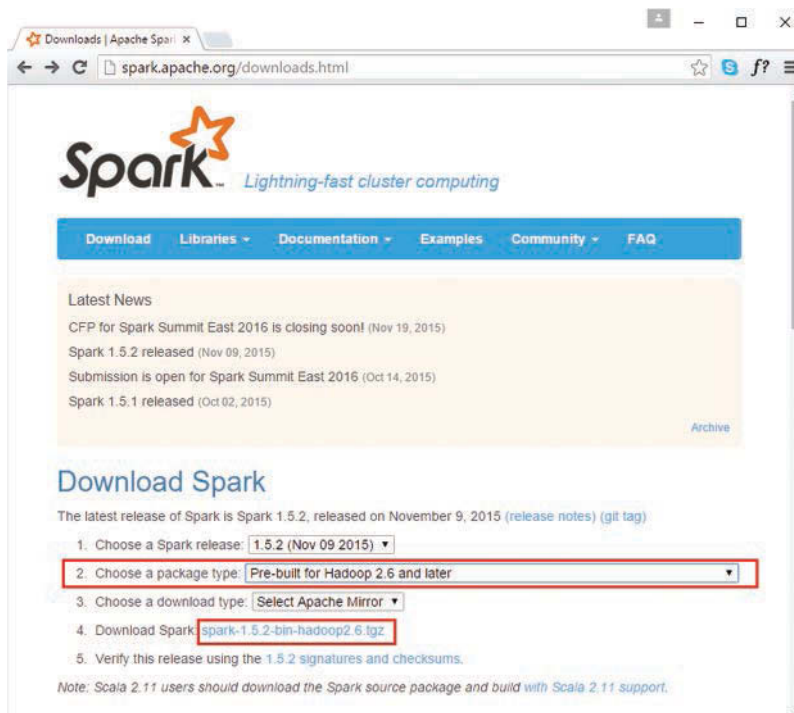 Downloads | Apache Spar
spark.apache.org/downloads.html
f?
Spark™
Lightning-fast cluster computing
Download Libraries Documentation Examples Community FAQ
Latest News
CFP for Spark Summit East 2016 is closing soon! (Nov 19, 2015)
Spark 1.5.2 released (Nov 09, 2015)
Submission is open for Spark Summit East 2016 (Oct 14, 2015)
Spark 1.5.1 released (Oct 02, 2015)
Archive
Download Spark
The latest release of Spark is Spark 1.5.2, released on November 9, 2015 (release notes) (git tag)
1. Choose a Spark release: 1.5.2 (Nov 09 2015)
2. Choose a package type: Pre-built for Hadoop 2.6 and later
3. Choose a download type: Select Apache Mirror
4. Download Spark: spark-1.5.2-bin-hadoop2.6.tgz
5. Verify this release using the 1.5.2 signatures and checksums.
Note: Scala 2.11 users should download the Spark source package and build with Scala 2.11 support.